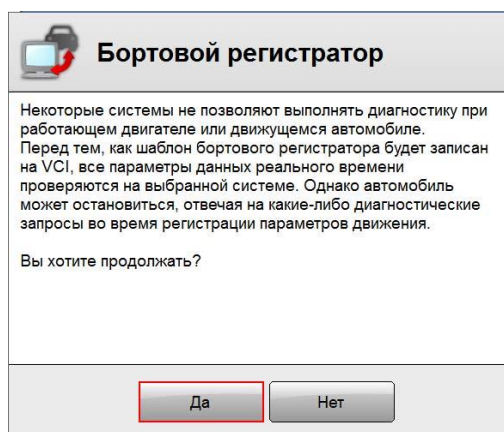 Бортовой регистратор
Некоторые системы не позволяют выполнять диагностику при
работающем двигателе или движущемся автомобиле.
Перед тем, как шаблон бортового регистратора будет записан
на VCI, все параметры данных реального времени
проверяются на выбранной системе. Однако автомобиль
может остановиться, отвечая на какие-либо диагностические
запросы во время регистрации параметров движения.
Вы хотите продолжать?
Да
Нет